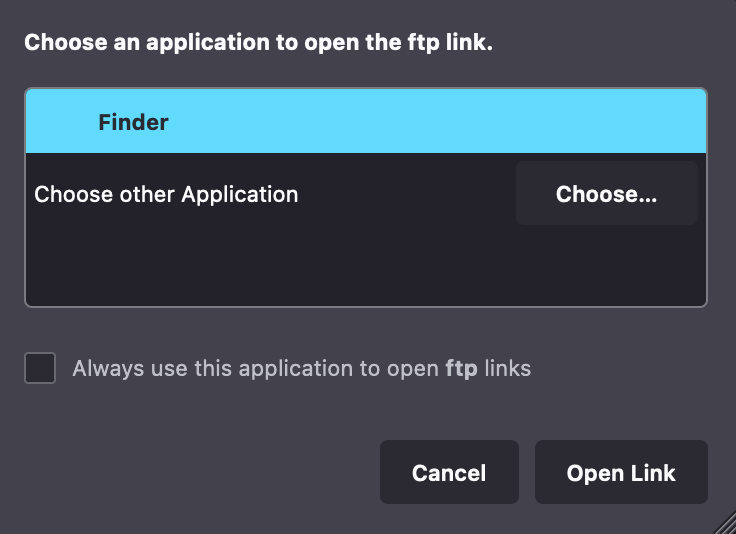 Choose an application to open the ftp link.
Finder
Choose other Application
Choose...
Always use this application to open ftp links
Cancel
Open Link